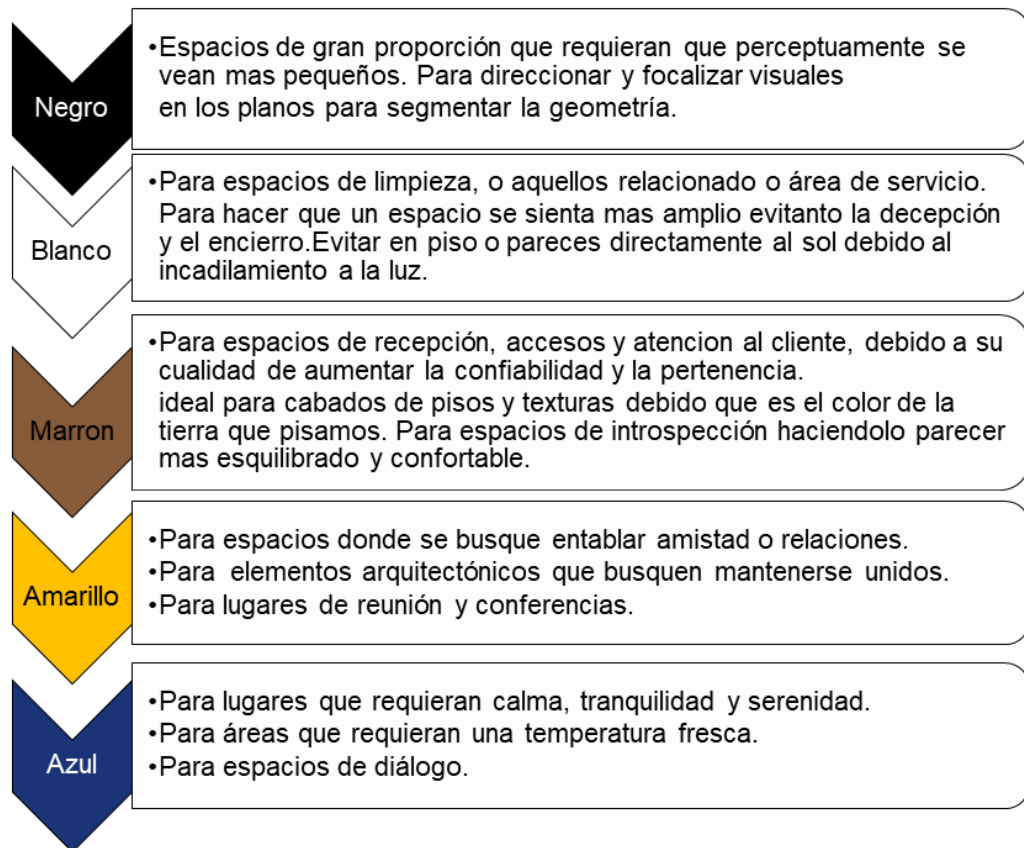 Negro
•Espacios de gran proporción que requieran que perceptuamente se
vean mas pequeños. Para direccionar y focalizar visuales
en los planos para segmentar la geometría.
Blanco
•Para espacios de limpieza, o aquellos relacionado o área de servicio.
Para hacer que un espacio se sienta mas amplio evitanto la decepción
y el encierro.Evitar en piso o pareces directamente al sol debido al
incadilamiento a la luz.
Marron
•Para espacios de recepción, accesos y atencion al cliente, debido a su
cualidad de aumentar la confiabilidad y la pertenencia.
ideal para cabados de pisos y texturas debido que es el color de la
tierra que pisamos. Para espacios de introspección haciendolo parecer
mas esquilibrado y confortable.
Amarillo
•Para espacios donde se busque entablar amistad o relaciones.
•Para elementos arquitectónicos que busquen mantenerse unidos.
•Para lugares de reunión y conferencias.
Azul
•Para lugares que requieran calma, tranquilidad y serenidad.
•Para áreas que requieran una temperatura fresca.
•Para espacios de diálogo.